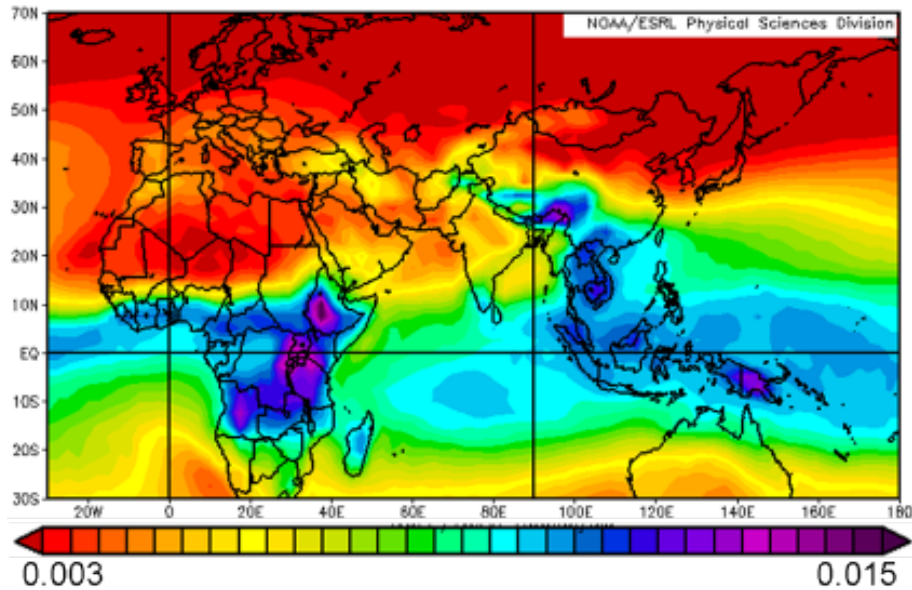 70N
NOAA/ESRL Physical Sciences Division
60N
50N
40N
30N
20N
10N
EQ
10S
20S
30S
20W 0 20E 40E 60E 80E 100E 120E 140E 160E 180
0.003 0.015